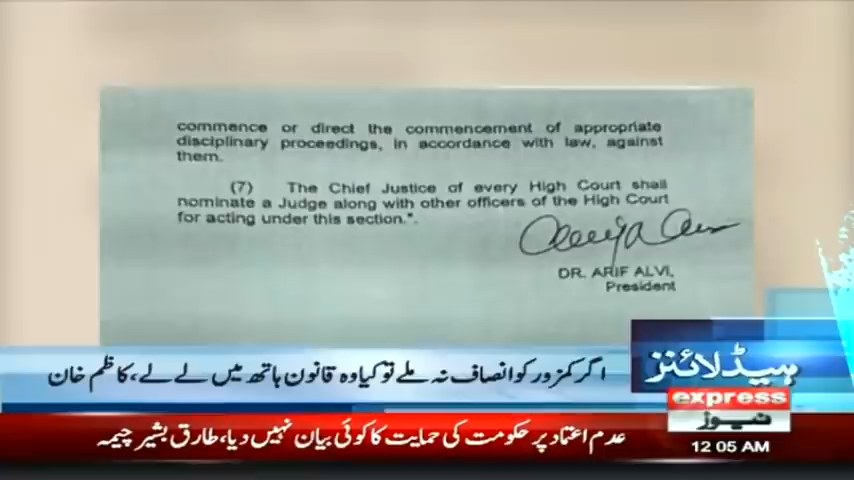 commence or direct the commencement of appropriate
disciplinary proceedings, in accordance with law, against
them.
(7) The Chief Justice of every High Court shall
nominate a Judge along with other officers of the High Court
for acting under this section.".
DR. ARIF ALVI,
President
اگر کمزور کو انصاف نہ ملے تو کیا وہ قانون ہاتھ میں لے لے، کاظم خان
ہیڈلائنز
express
نیوز
عدم اعتماد پر حکومت کی حمایت کا کوئی بیان نہیں دیا، طارق بشیر چیمہ
12:05 AM